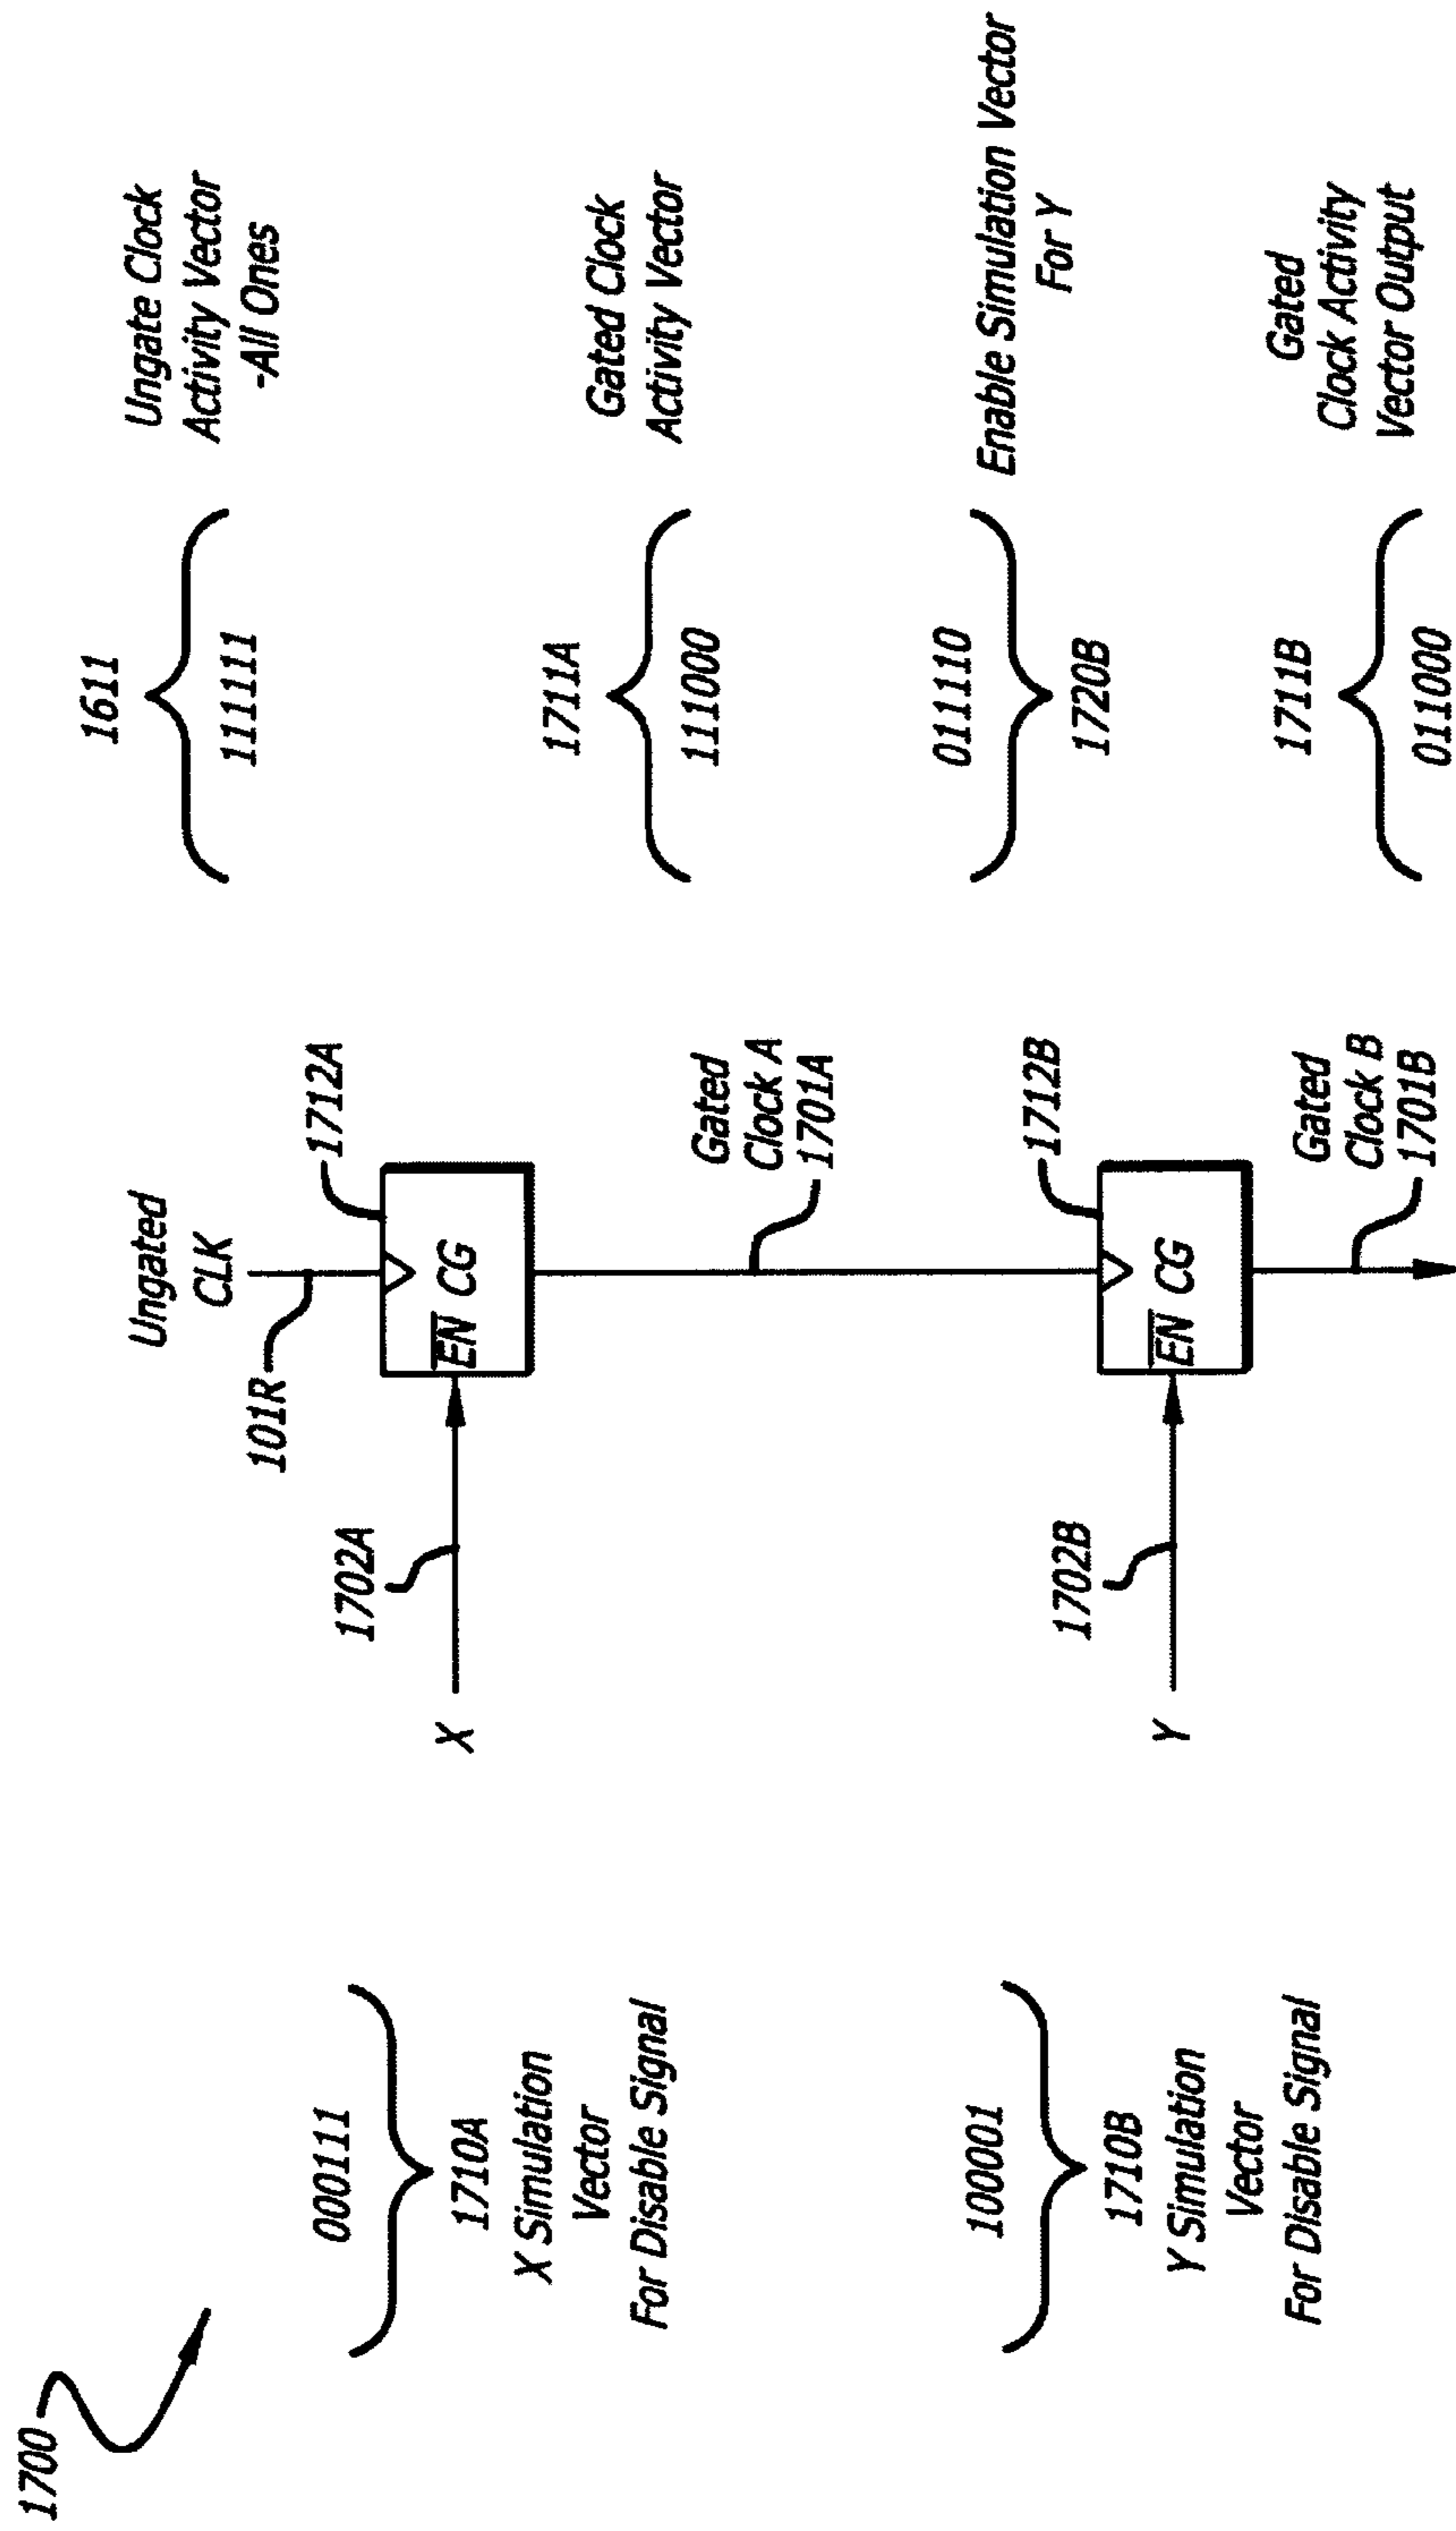 1700
000111
1710A
X Simulation
Vector
For Disable Signal
100001
1710B
Y Simulation
Vector
For Disable Signal
Ungated
CLK
101R
1702A
X
EN CG
1712A
Gated
Clock A
1701A
1702B
Y
EN CG
1712B
Gated
Clock B
1701B
1611
111111
Ungate Clock
Activity Vector
-All Ones
1711A
111000
Gated Clock
Activity Vector
011110
1720B
Enable Simulation Vector
For Y
1711B
011000
Gated
Clock Activity
Vector Output